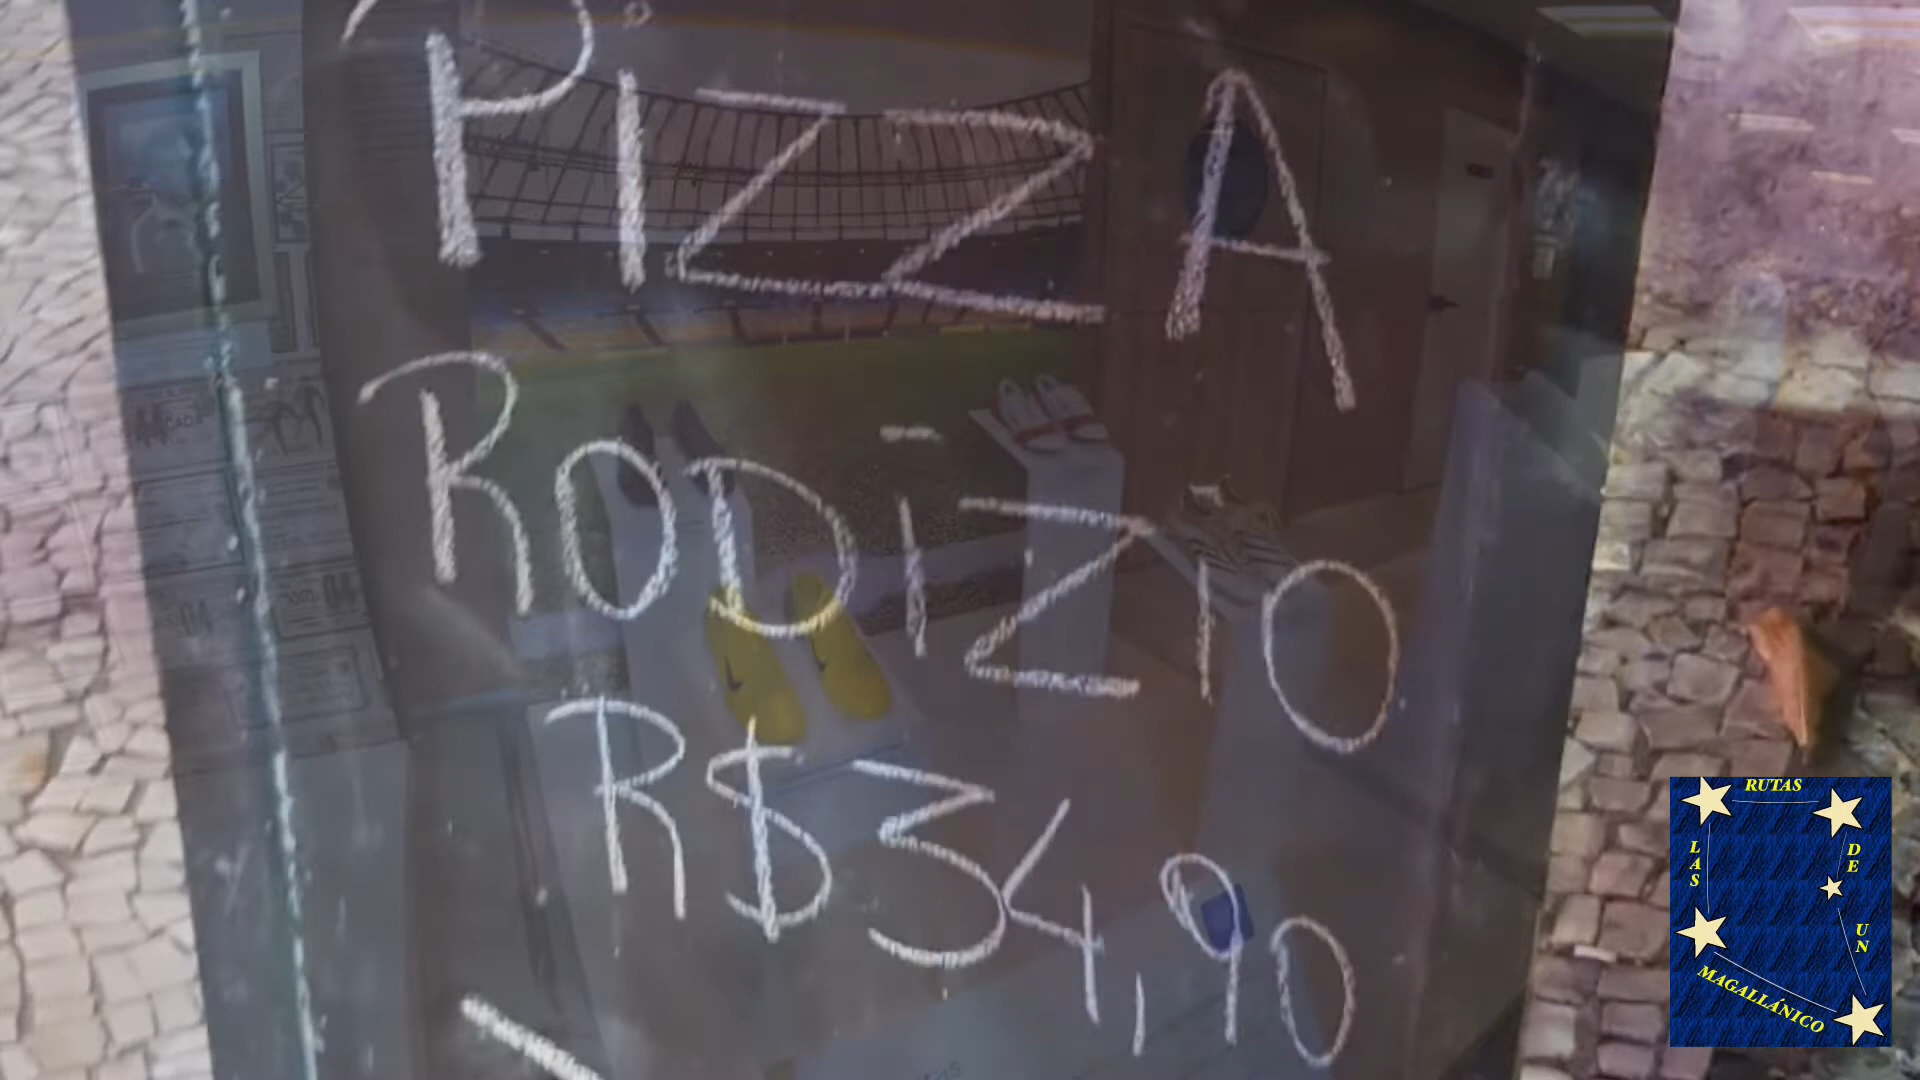 PIZZA
RODIZIO
R$34,90
RUTAS
DE
UN
LAS
MAGALLÁNICO